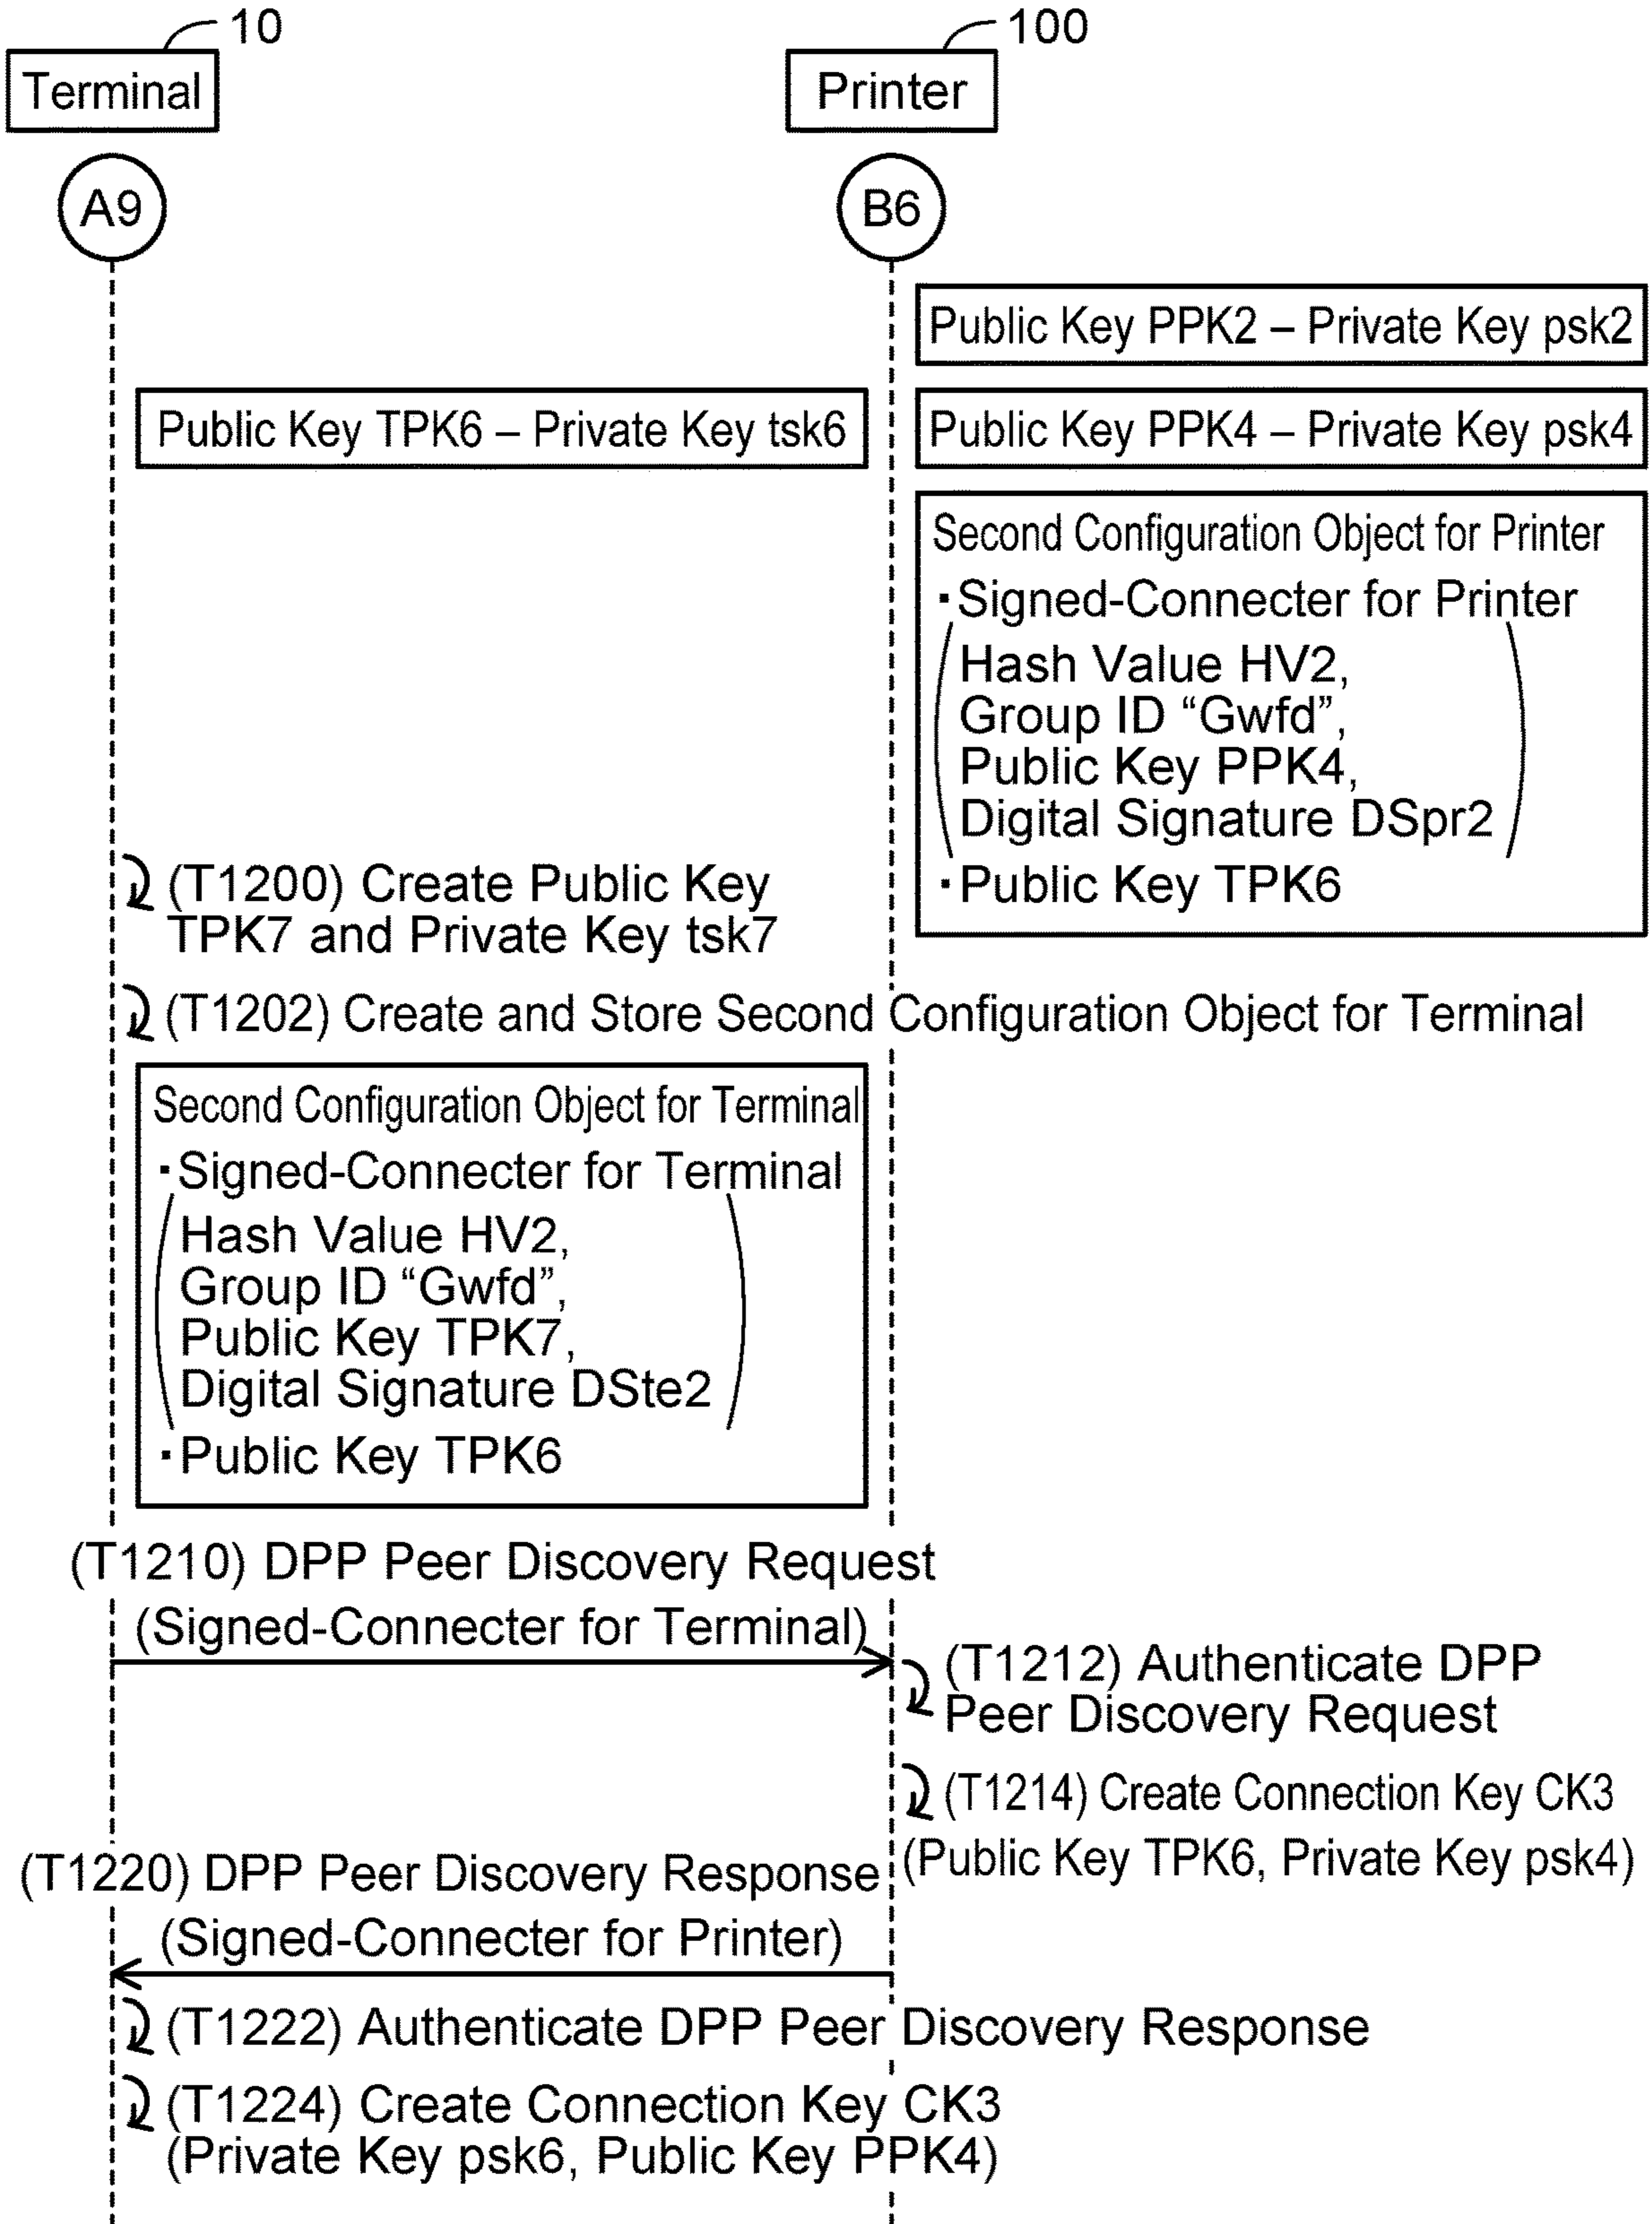 10
100
Terminal
Printer
A9
B6
Public Key PPK2 – Private Key psk2
Public Key TPK6 – Private Key tsk6
Public Key PPK4 – Private Key psk4
Second Configuration Object for Printer
・Signed-Connecter for Printer
Hash Value HV2,
Group ID “Gwfd”,
Public Key PPK4,
Digital Signature DSpr2
・Public Key TPK6
(T1200) Create Public Key
TPK7 and Private Key tsk7
(T1202) Create and Store Second Configuration Object for Terminal
Second Configuration Object for Terminal
・Signed-Connecter for Terminal
Hash Value HV2,
Group ID “Gwfd”,
Public Key TPK7,
Digital Signature DSte2
・Public Key TPK6
(T1210) DPP Peer Discovery Request
(Signed-Connecter for Terminal)
(T1212) Authenticate DPP
Peer Discovery Request
(T1214) Create Connection Key CK3
(Public Key TPK6, Private Key psk4)
(T1220) DPP Peer Discovery Response
(Signed-Connecter for Printer)
(T1222) Authenticate DPP Peer Discovery Response
(T1224) Create Connection Key CK3
(Private Key psk6, Public Key PPK4)